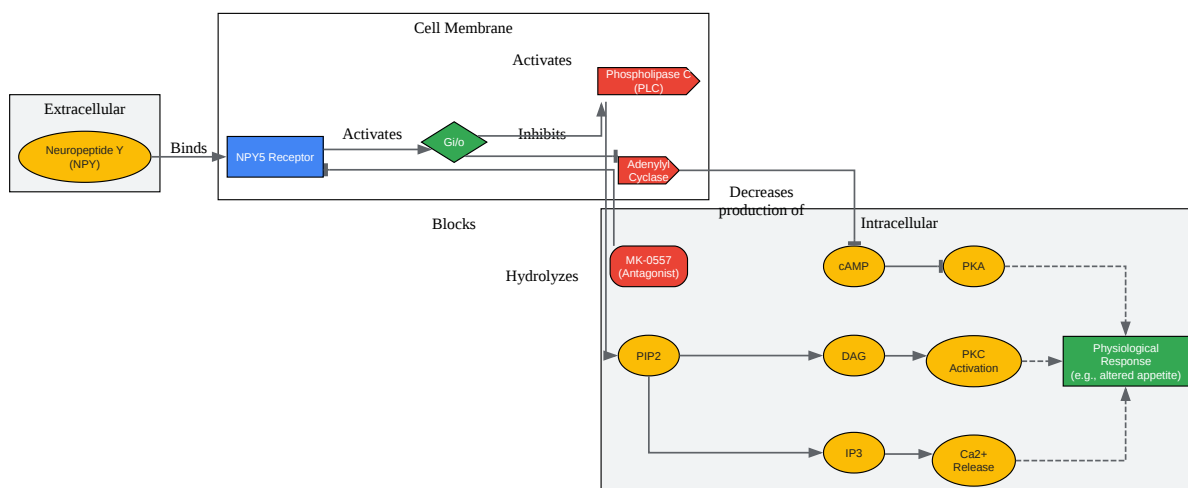 Cell Membrane
Activates
Phospholipase C
(PLC)
Extracellular
Neuropeptide Y
(NPY)
Binds
NPY5 Receptor
Activates
Gi/o
Inhibits
Adenylyl
Cyclase
Decreases
production of
Blocks
Intracellular
Hydrolyzes
MK-0557
(Antagonist)
cAMP
PKA
PIP2
DAG
PKC
Activation
Physiological
Response
(e.g., altered appetite)
IP3
Ca2+
Release